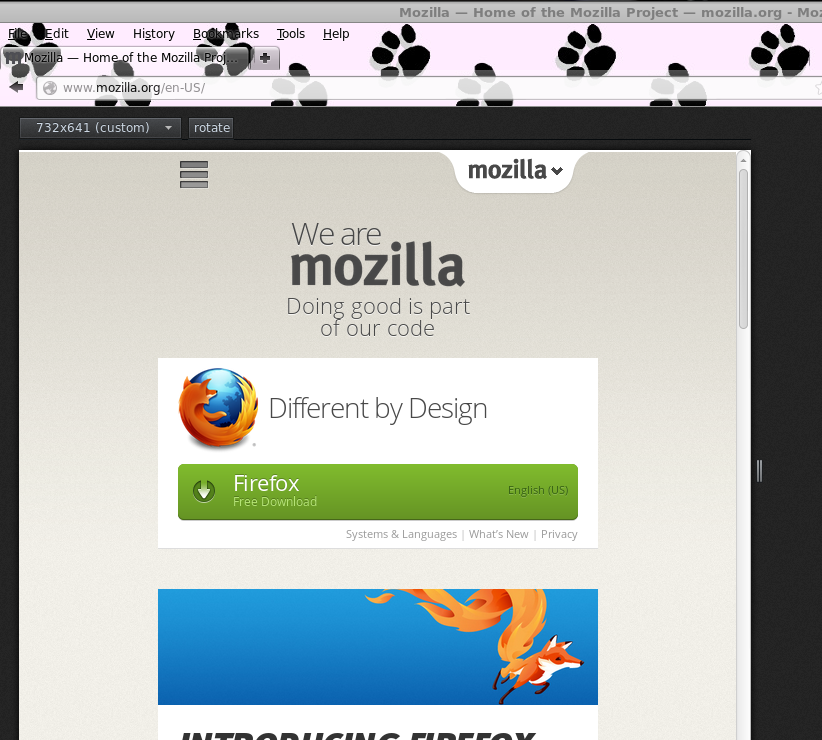 Mozilla — Home of the Mozilla Project — mozilla.org - Moz
File Edit View History Bookmarks Tools Help
Mozilla — Home of the Mozilla Proj...
www.mozilla.org/en-US/
732x641 (custom) rotate
mozilla
We are
mozilla
Doing good is part
of our code
Different by Design
Firefox
Free Download
English (US)
Systems & Languages | What's New | Privacy
INTRODUCING FIREFOX